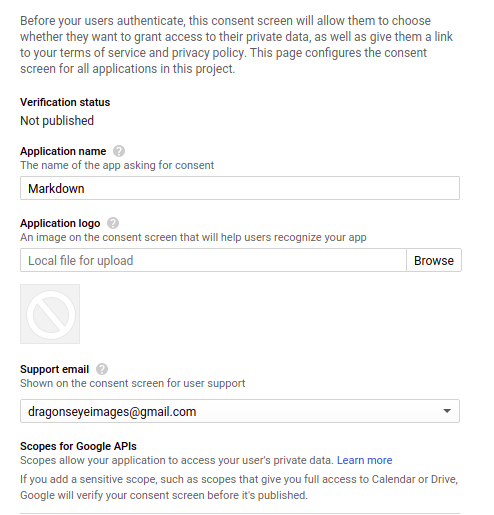 Before your users authenticate, this consent screen will allow them to choose
whether they want to grant access to their private data, as well as give them a link
to your terms of service and privacy policy. This page configures the consent
screen for all applications in this project.
Verification status
Not published
Application name ?
The name of the app asking for consent
Markdown
Application logo ?
An image on the consent screen that will help users recognize your app
Local file for upload Browse
Support email ?
Shown on the consent screen for user support
dragonseyeimages@gmail.com
Scopes for Google APIs
Scopes allow your application to access your user's private data. Learn more
If you add a sensitive scope, such as scopes that give you full access to Calendar or Drive,
Google will verify your consent screen before it's published.